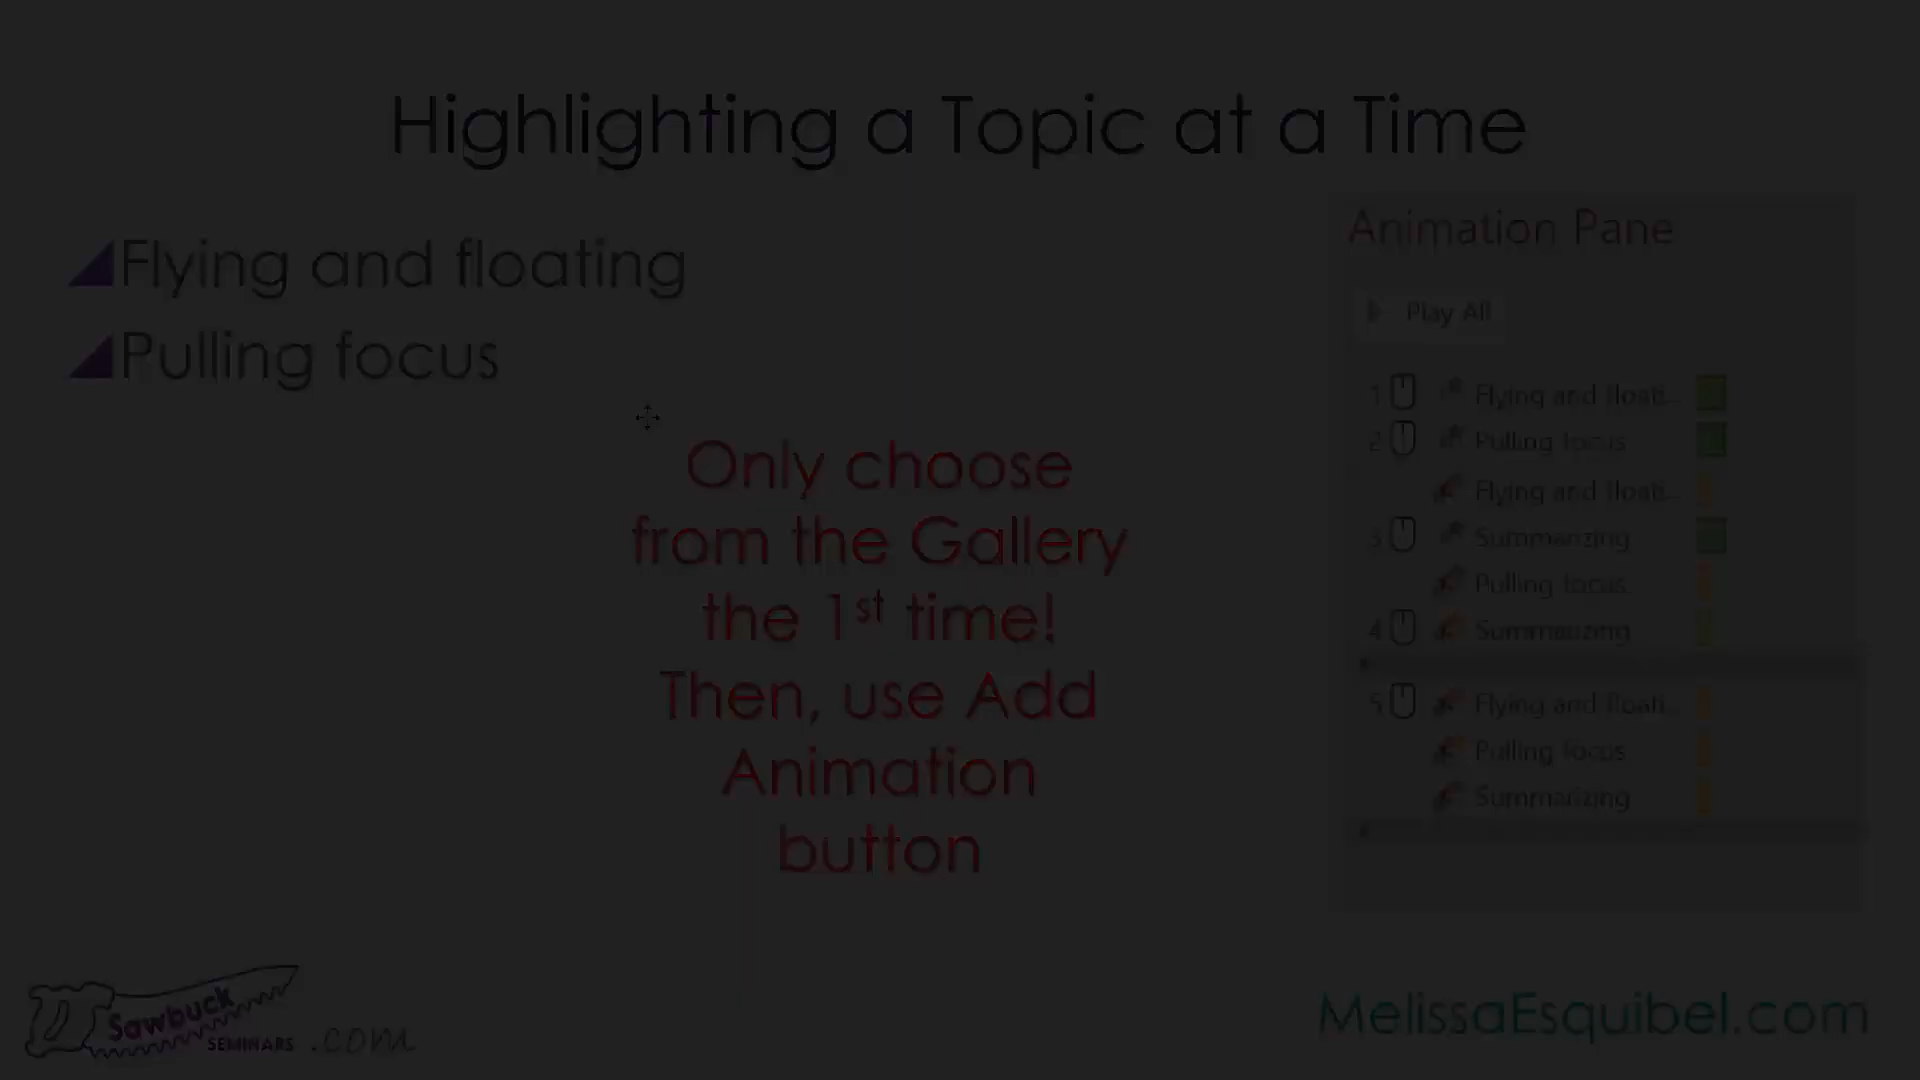 Highlighting a Topic at a Time
Flying and floating
Pulling focus
Only choose
from the Gallery
the 1st time!
Then, use Add
Animation
button
Animation Pane
Play All
1 Flying and floati...
2 Pulling focus
Flying and floati...
3 Summarizing
Pulling focus
4 Summarizing
5 Flying and floati...
Pulling focus
Summarizing
Sawbuck
SEMINARS .com
MelissaEsquibel.com